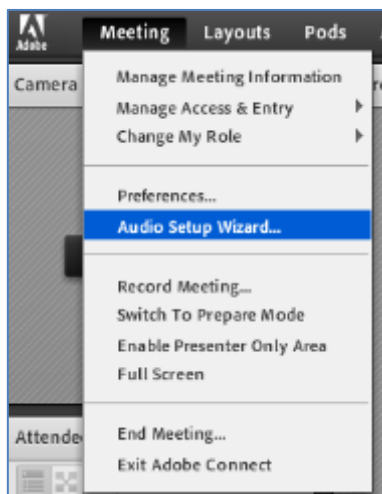 Adobe
Meeting Layouts Pods
Camera
Manage Meeting Information
Manage Access & Entry
Change My Role
Preferences...
Audio Setup Wizard...
Record Meeting...
Switch To Prepare Mode
Enable Presenter Only Area
Full Screen
Attende
End Meeting...
Exit Adobe Connect